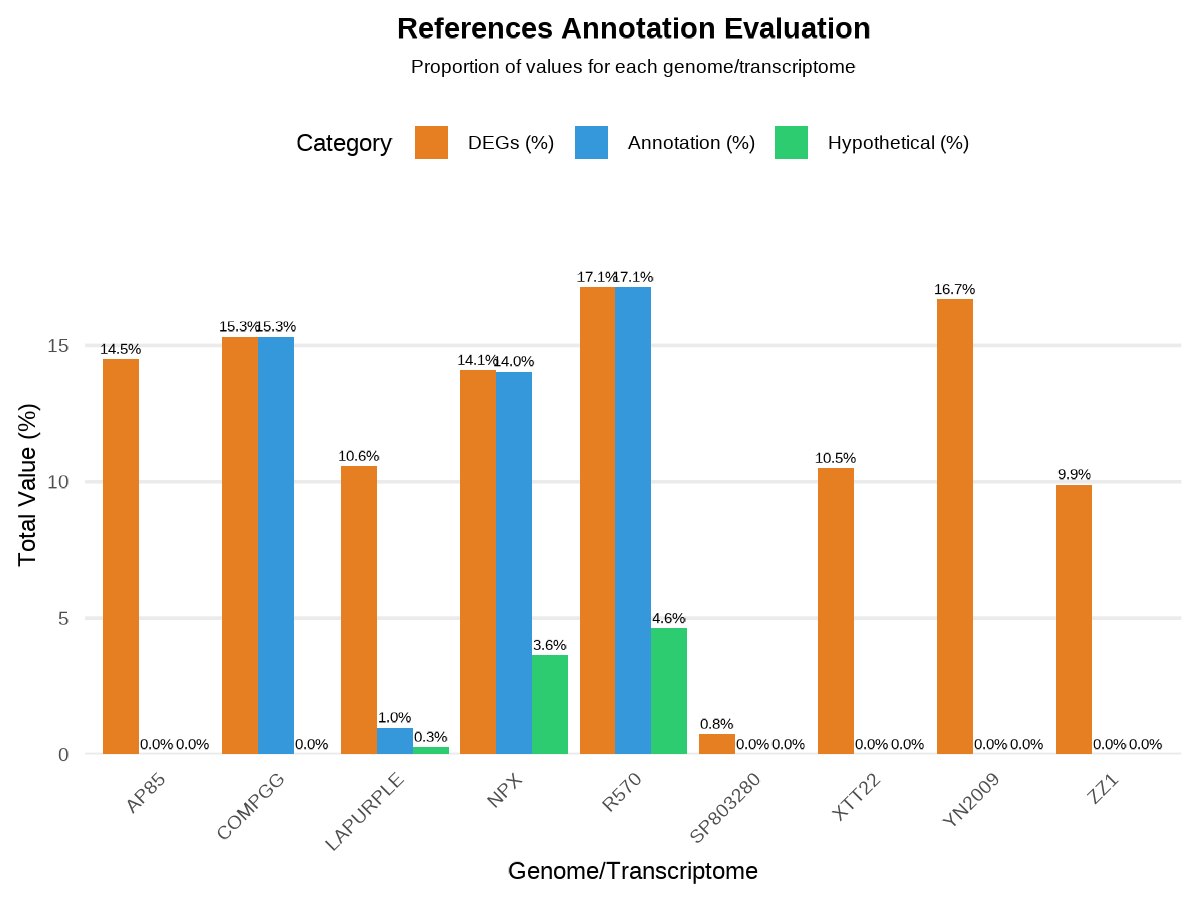 References Annotation Evaluation
Proportion of values for each genome/transcriptome
Category DEGs (%) Annotation (%) Hypothetical (%)
Total Value (%)
15
10
5
0
14.5% 0.0% 0.0%
15.3% 15.3% 0.0%
10.6% 1.0% 0.3%
14.1% 14.0% 3.6%
17.1% 17.1% 4.6%
0.8% 0.0% 0.0%
10.5% 0.0% 0.0%
16.7% 0.0% 0.0%
9.9% 0.0% 0.0%
AP85
COMPGG
LAPURPLE
NPX
R570
SP803280
XTT22
YN2009
ZZ1
Genome/Transcriptome